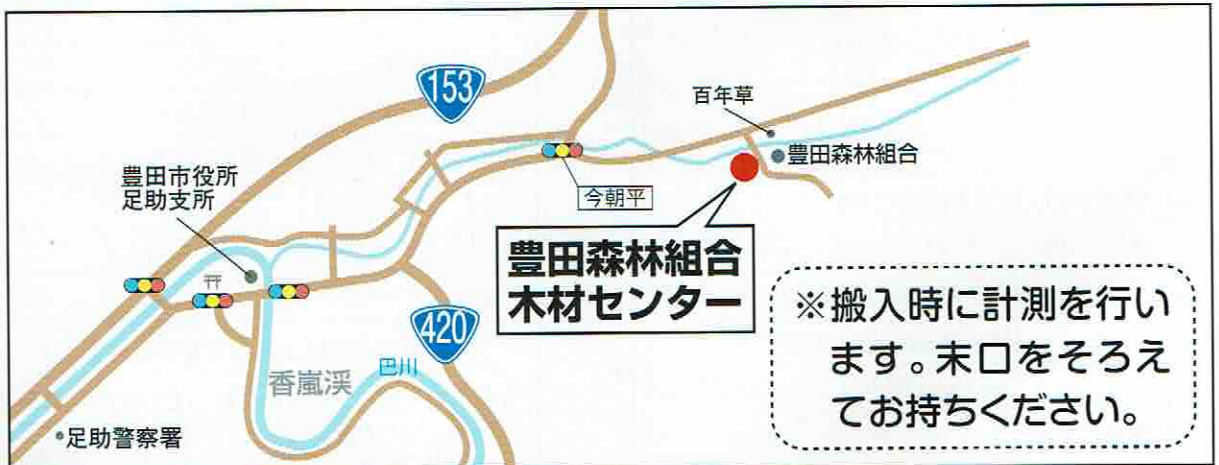 153
百年草
豊田森林組合
豊田市役所
足助支所
今朝平
豊田森林組合
木材センター
420
巴川
香嵐渓
足助警察署
※搬入時に計測を行い
ます。末口をそろえ
てお持ちください。